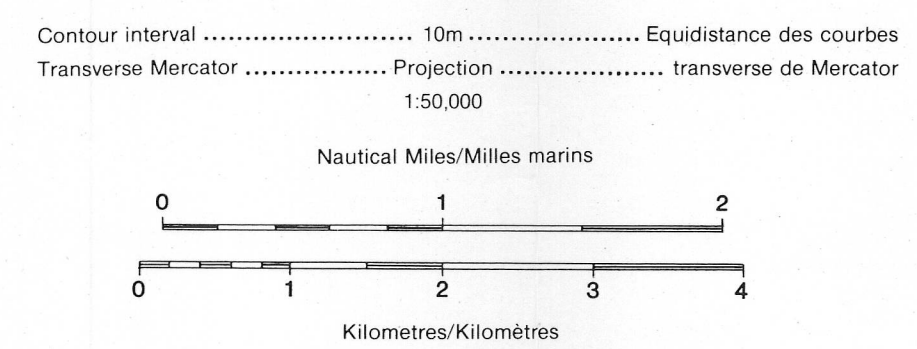 Contour interval ........................ 10m .................... Equidistance des courbes
Transverse Mercator ................ Projection ................... transverse de Mercator
1:50,000
Nautical Miles/Milles marins
0 1 2
0 1 2 3 4
Kilometres/Kilomètres